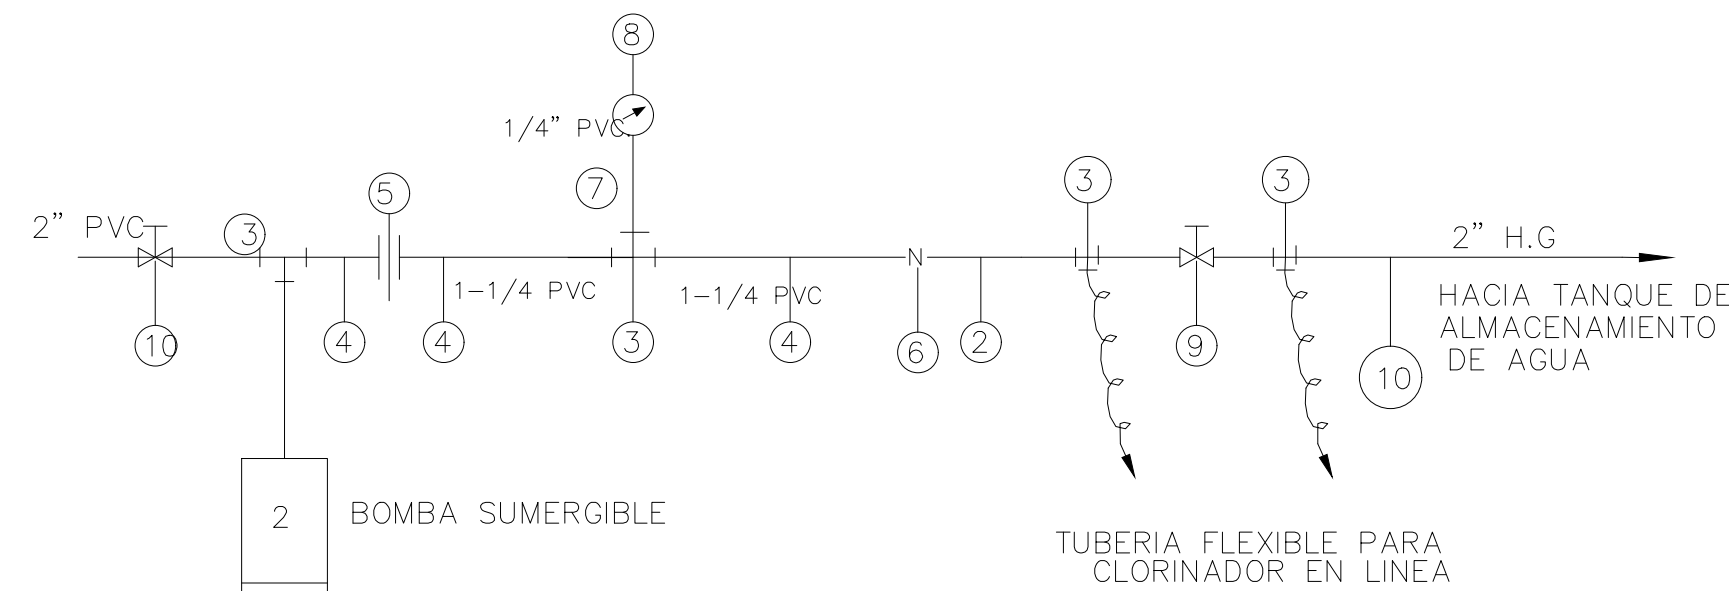 8
1/4” PVC.
7
5
3
3
3
2” PVC
2” H.G
N
1-1/4 PVC
1-1/4 PVC
HACIA TANQUE DE
ALMACENAMIENTO
DE AGUA
10
4
4
3
4
6
2
9
10
2
BOMBA SUMERGIBLE
TUBERIA FLEXIBLE PARA
CLORINADOR EN LINEA